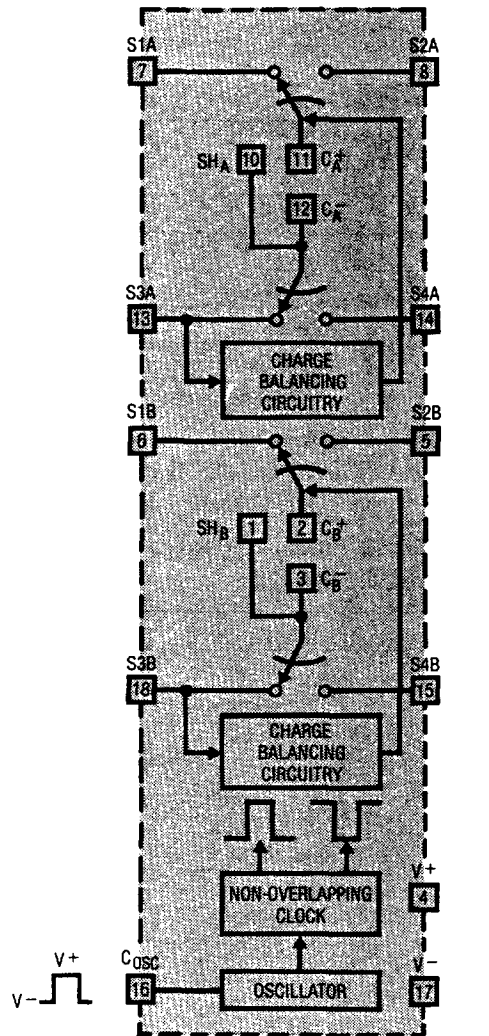 S1A S2A
7 8
SHA 10 11 CA+
12 CA−
S3A S4A
13 14
CHARGE
BALANCING
CIRCUITRY
S1B S2B
6 5
SHB 1 2 CB+
3 CB−
S3B S4B
18 15
CHARGE
BALANCING
CIRCUITRY
V+
NON-OVERLAPPING
CLOCK
4
V+ COSC V−
V− 16 OSCILLATOR 17